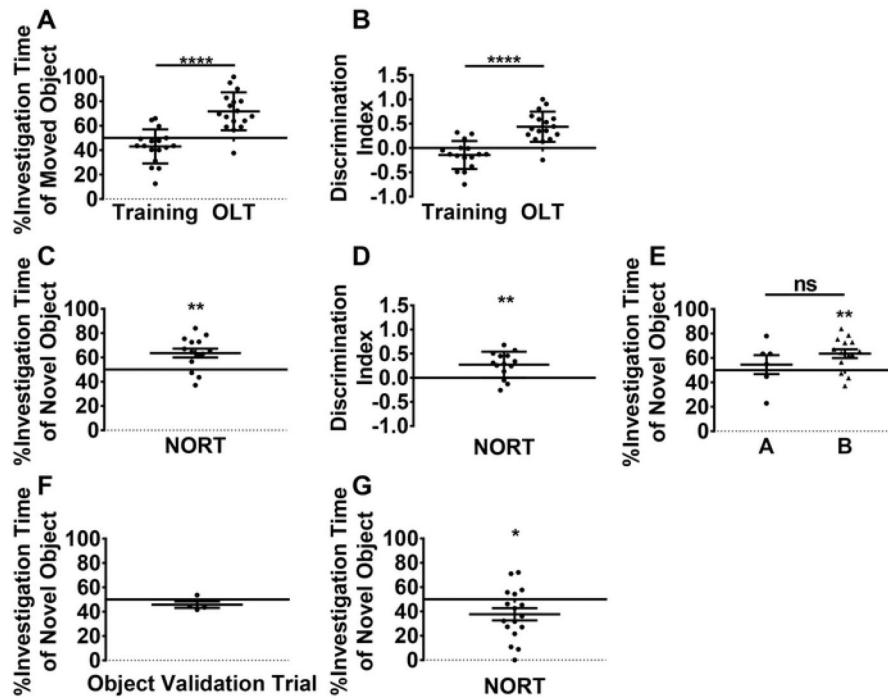 A
%Investigation Time
of Moved Object
100
80
60
40
20
0
****
Training OLT
B
Discrimination
Index
1.5
1.0
0.5
0.0
-0.5
-1.0
****
Training OLT
C
%Investigation Time
of Novel Object
100
80
60
40
20
0
**
NORT
D
Discrimination
Index
1.5
1.0
0.5
0.0
-0.5
-1.0
**
NORT
E
%Investigation Time
of Novel Object
100
80
60
40
20
0
ns
**
A B
F
%Investigation Time
of Novel Object
100
80
60
40
20
0
Object Validation Trial
G
%Investigation Time
of Novel Object
100
80
60
40
20
0
*
NORT